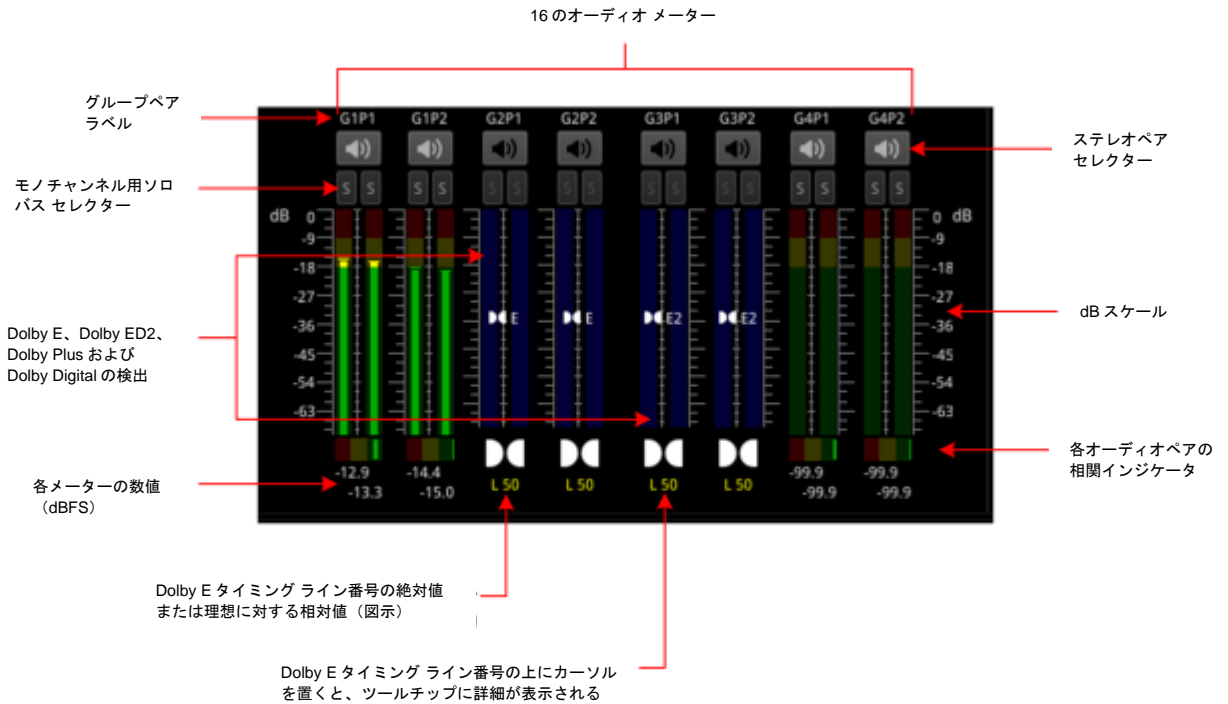 16 のオーディオ メーター
グループペア
ラベル
G1P1 G1P2 G2P1 G2P2 G3P1 G3P2 G4P1 G4P2
ステレオペア
セレクター
モノチャンネル用ソロ
バス セレクター
S S S S S S S S S S S S S S S S
dB 0 0 dB
-9 -9
-18 -18
-27 -27
-36 E E E2 E2 -36
-45 -45
-54 -54
-63 -63
dB スケール
Dolby E、Dolby ED2、
Dolby Plus および
Dolby Digital の検出
各オーディオペアの
相関インジケータ
各メーターの数値
（dBFS）
-12.9 -14.4 -99.9 -99.9
-13.3 -15.0 L 50 L 50 L 50 L 50 -99.9 -99.9
Dolby E タイミング ライン番号の絶対値
または理想に対する相対値（図示）
Dolby E タイミング ライン番号の上にカーソル
を置くと、ツールチップに詳細が表示される